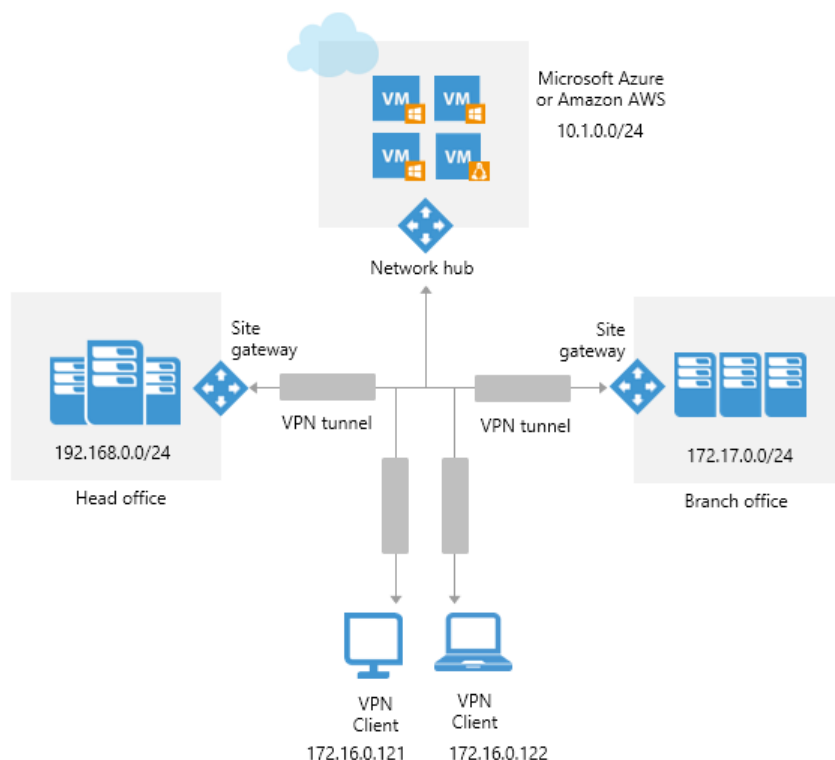 VM
VM
VM
VM
Microsoft Azure
or Amazon AWS
10.1.0.0/24
Network hub
Site
gateway
VPN tunnel
192.168.0.0/24
Head office
Site
gateway
VPN tunnel
172.17.0.0/24
Branch office
VPN
Client
172.16.0.121
VPN
Client
172.16.0.122